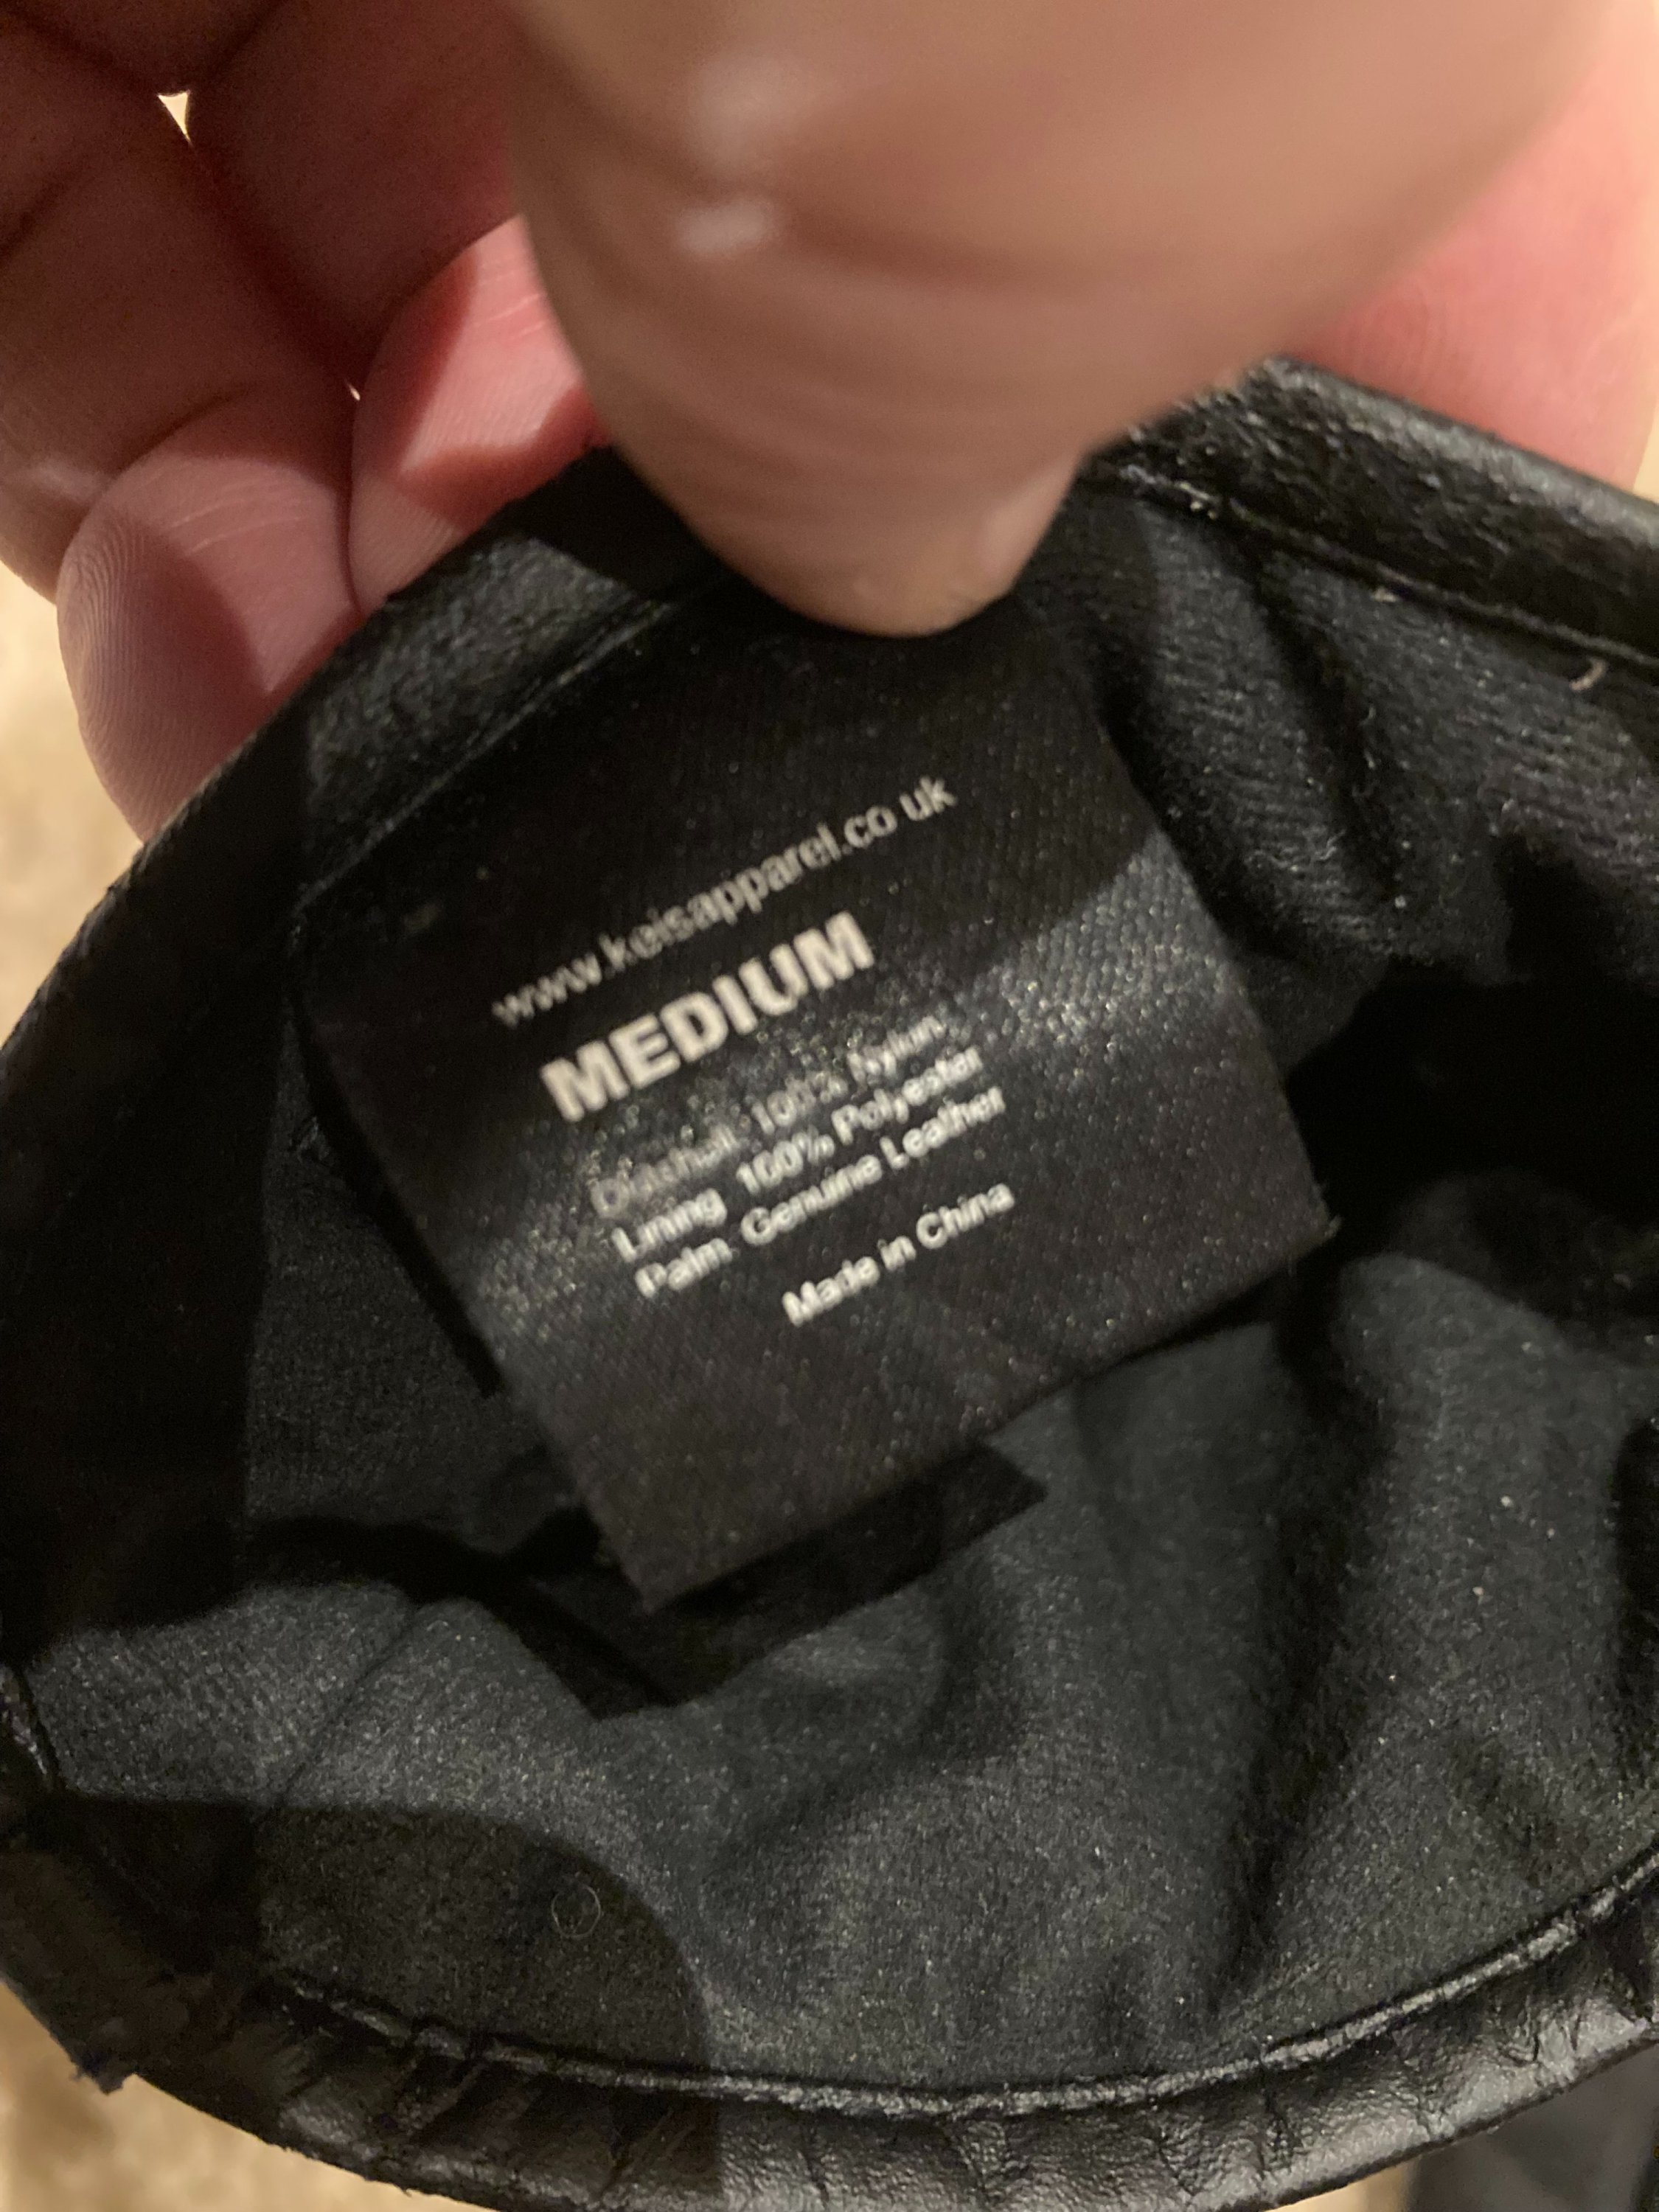 www.keisapparel.co uk
MEDIUM
Outshell 100% Nylon
Lining 100% Polyester
Palm Genuine Leather
Made in China